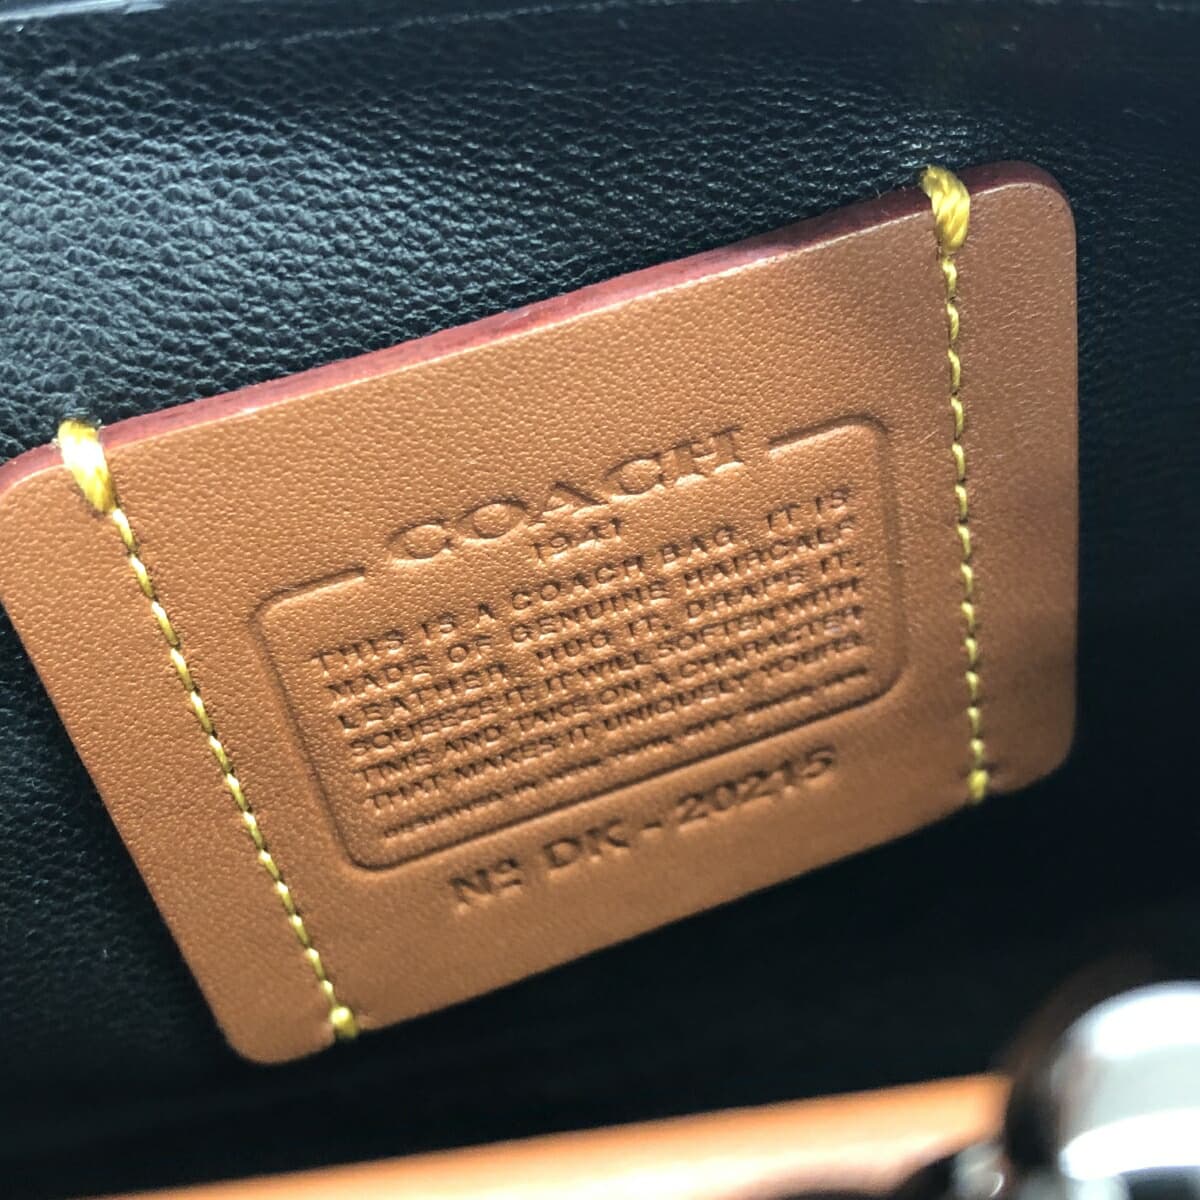 COACH
1941
THIS IS A COACH BAG. IT IS
MADE OF GENUINE HAIRCALF
LEATHER. HUG IT. DRAPE IT.
SQUEEZE IT. IT WILL SOFTEN WITH
TIME AND TAKE ON A CHARACTER
THAT MAKES IT UNIQUELY YOURS.
No DK-20215